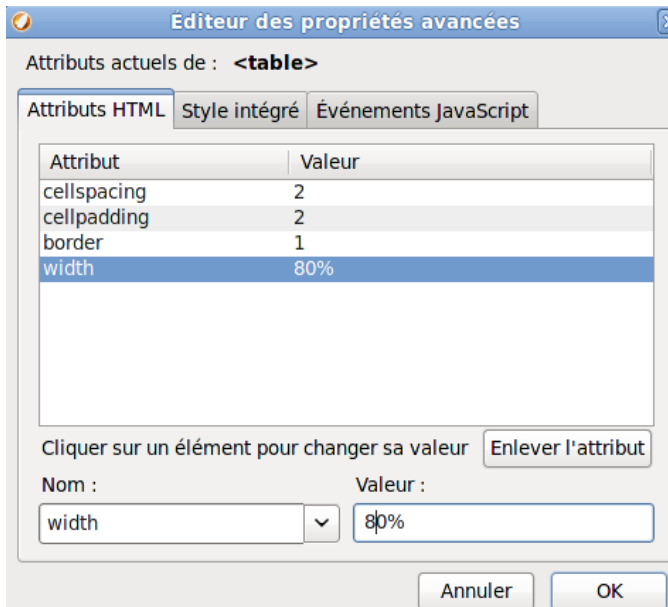 Éditeur des propriétés avancées
Attributs actuels de : <table>
Attributs HTML Style intégré Événements JavaScript
Attribut Valeur
cellspacing 2
cellpadding 2
border 1
width 80%
Cliquer sur un élément pour changer sa valeur Enlever l'attribut
Nom : Valeur :
width 80%
Annuler OK